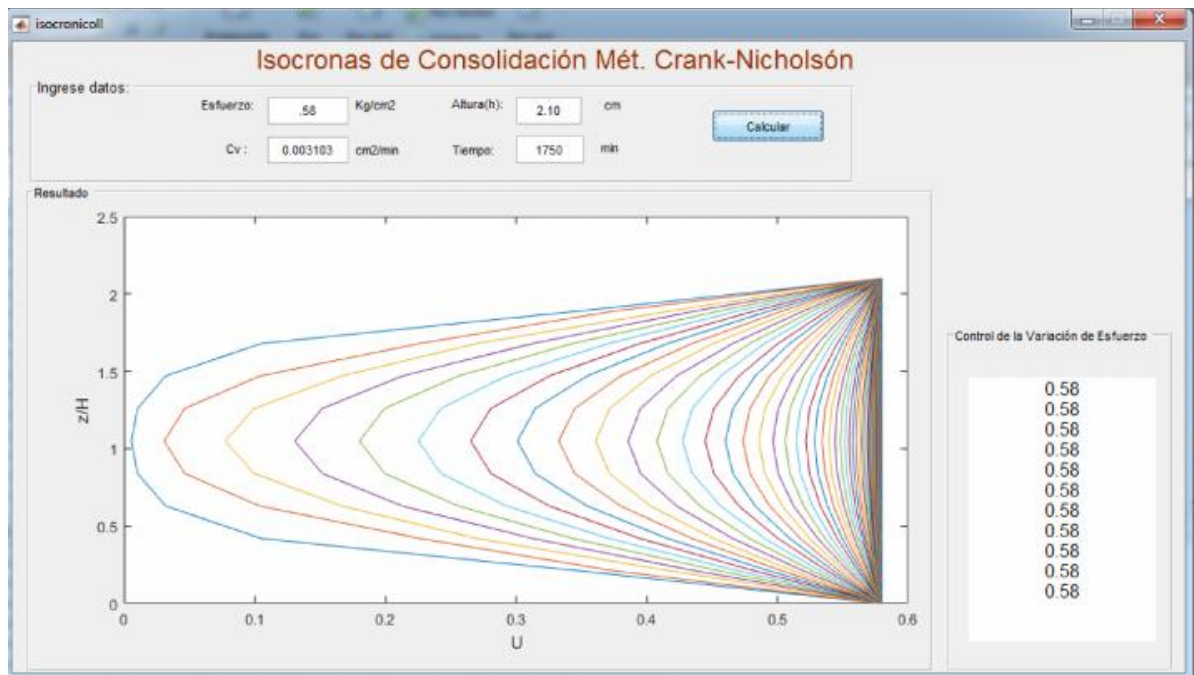 isocronicoII
Isocronas de Consolidación Mét. Crank-Nicholsón
Ingrese datos:
Esfuerzo: .58 Kg/cm2 Altura(h): 2.10 cm
Calcular
Cv : 0.003103 cm2/min Tiempo: 1750 min
Resultado
2.5
2
1.5
1
0.5
0
z/H
0 0.1 0.2 0.3 0.4 0.5 0.6
U
Control de la Variación de Esfuerzo
0.58
0.58
0.58
0.58
0.58
0.58
0.58
0.58
0.58
0.58
0.58